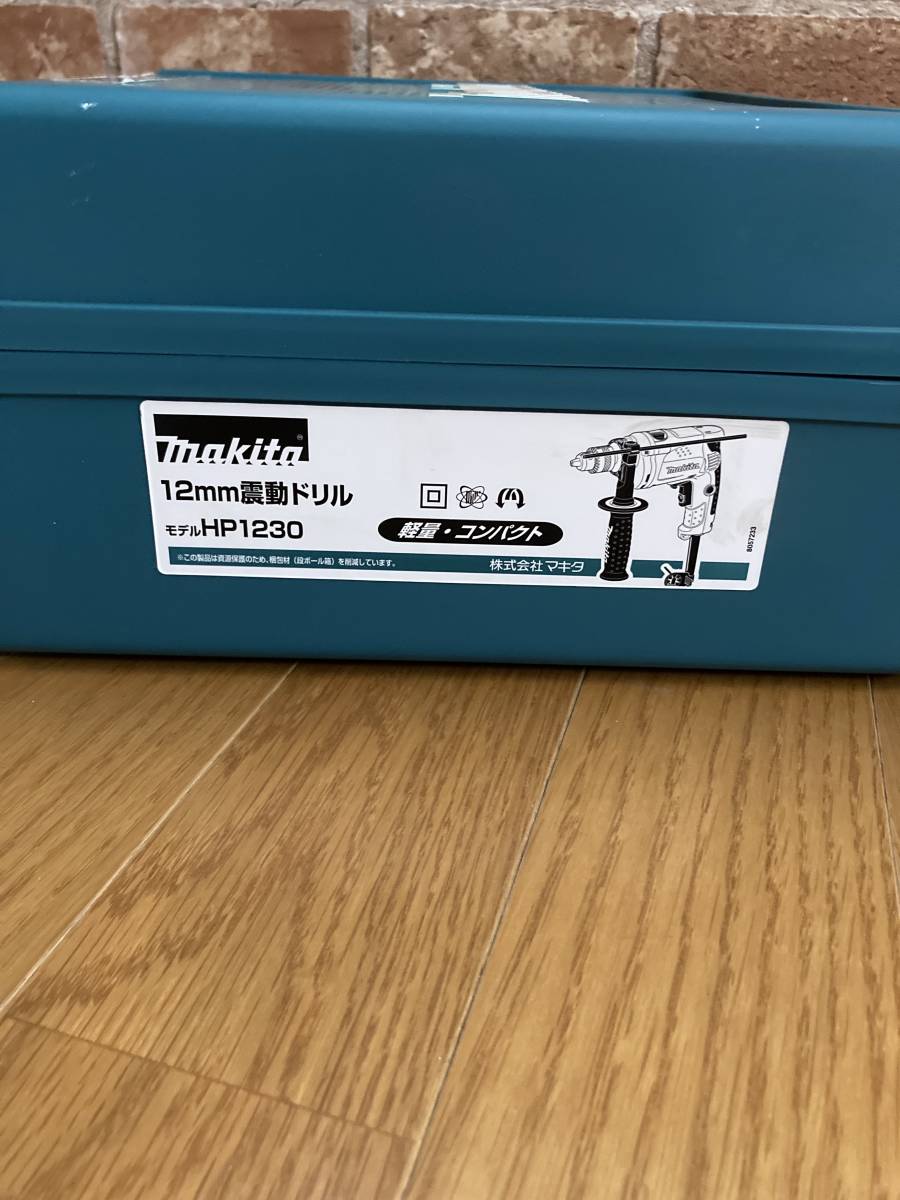 makita®
12mm震動ドリル
モデルHP1230
軽量・コンパクト
※この製品は資源保護のため、梱包材（段ボール箱）を削減しています。
株式会社マキタ
makita
8057233